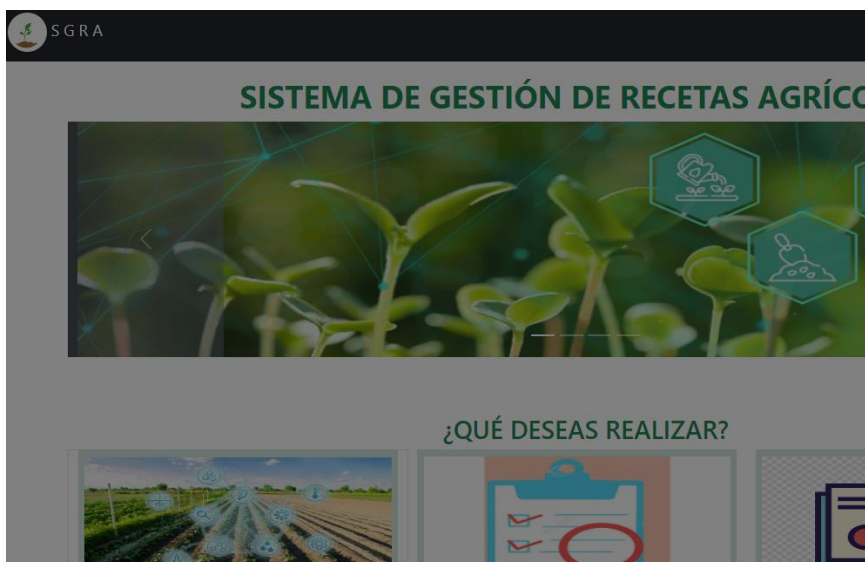 SGRA
SISTEMA DE GESTIÓN DE RECETAS AGRÍCO
¿QUÉ DESEAS REALIZAR?